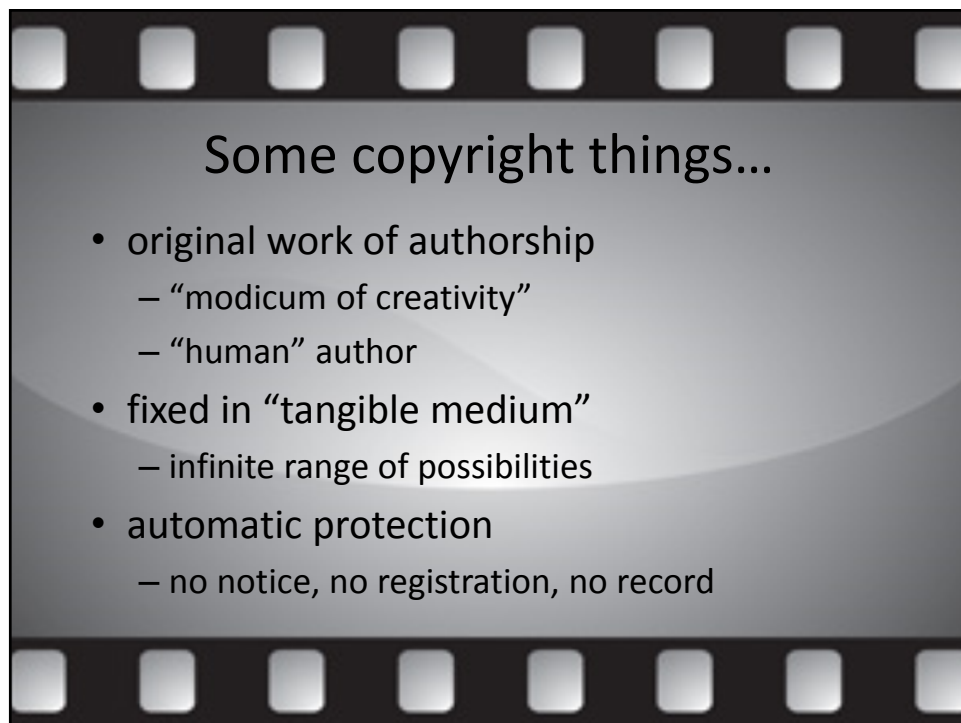 Some copyright things…
• original work of authorship
– “modicum of creativity”
– “human” author
• fixed in “tangible medium”
– infinite range of possibilities
• automatic protection
– no notice, no registration, no record